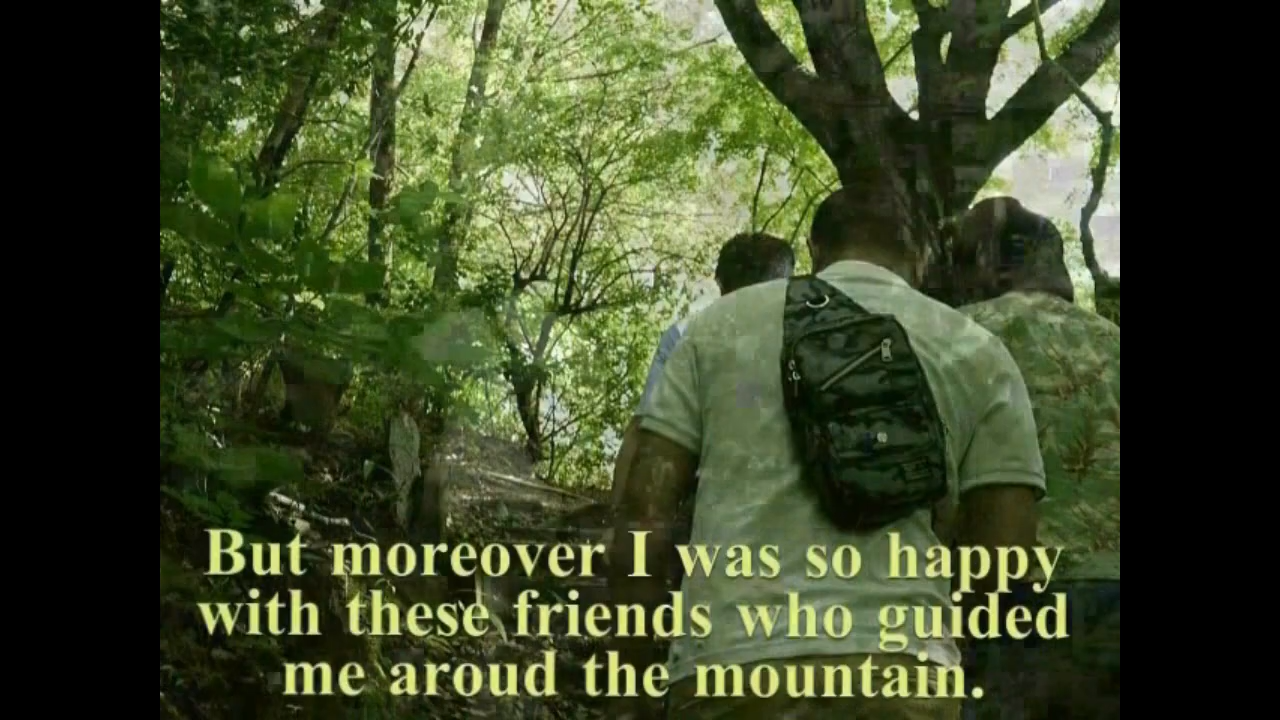 But moreover I was so happy
with these friends who guided
me aroud the mountain.